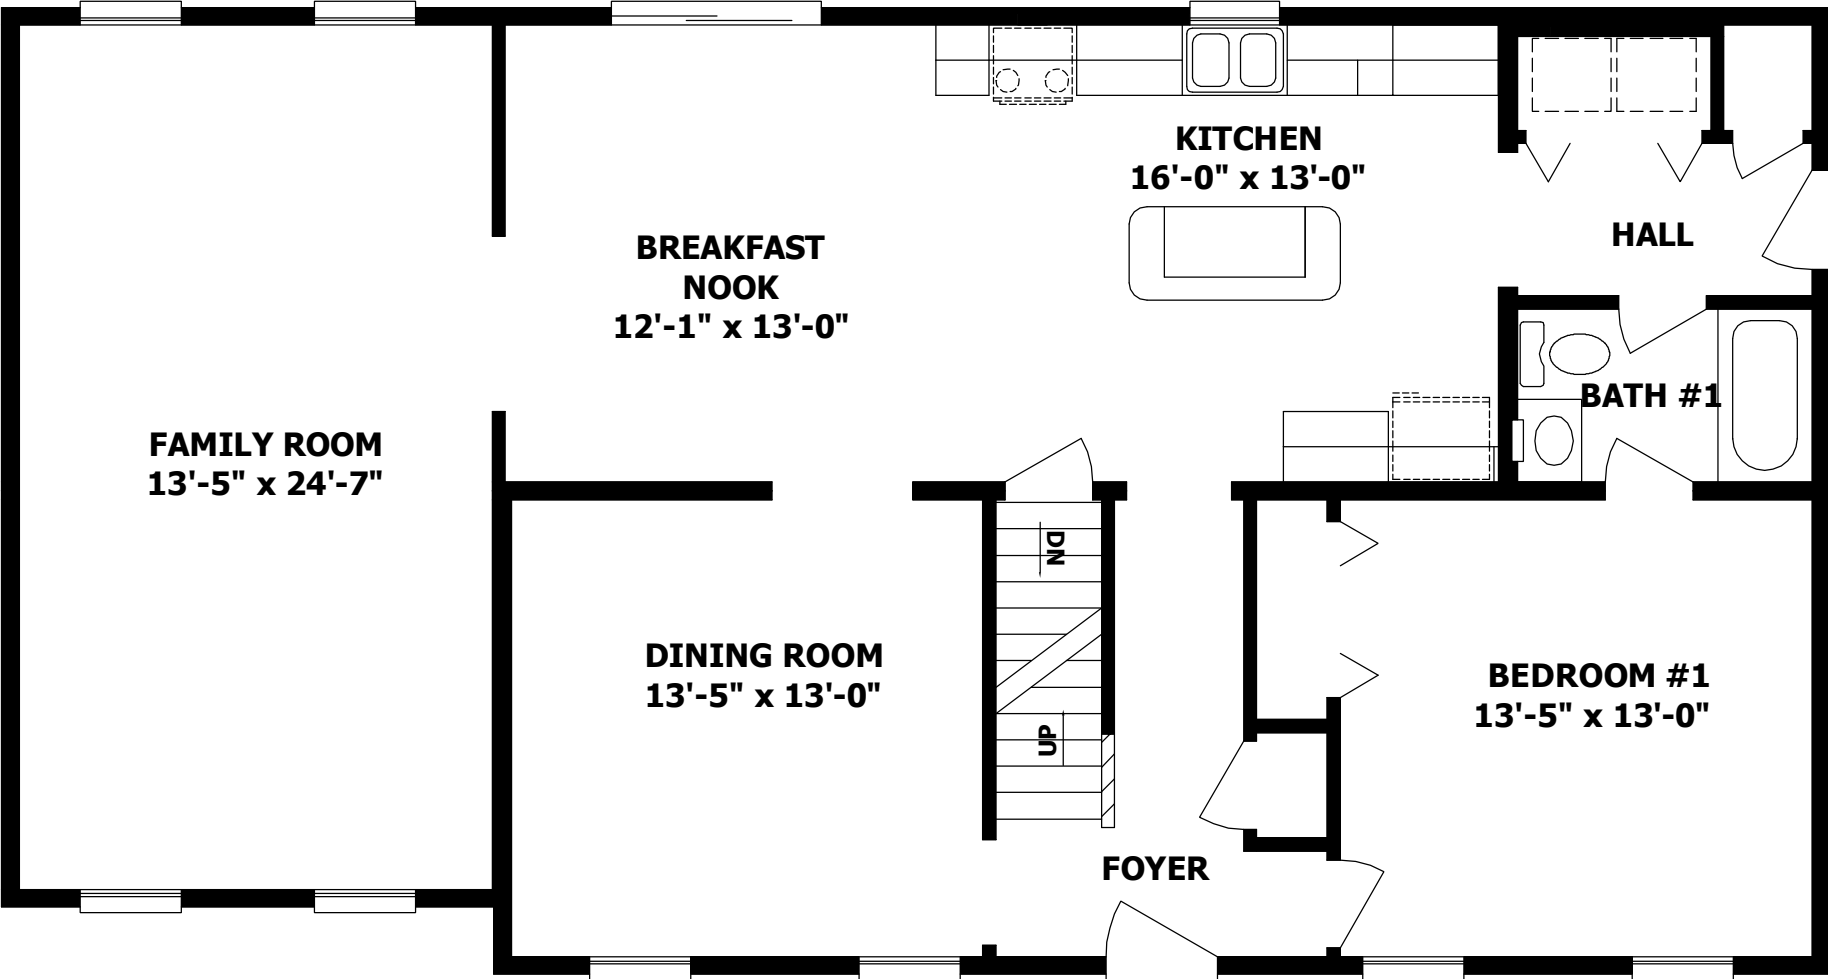 KITCHEN
16'-0" x 13'-0"
HALL
BREAKFAST
NOOK
12'-1" x 13'-0"
BATH #1
FAMILY ROOM
13'-5" x 24'-7"
DN
DINING ROOM
13'-5" x 13'-0"
BEDROOM #1
13'-5" x 13'-0"
UP
FOYER